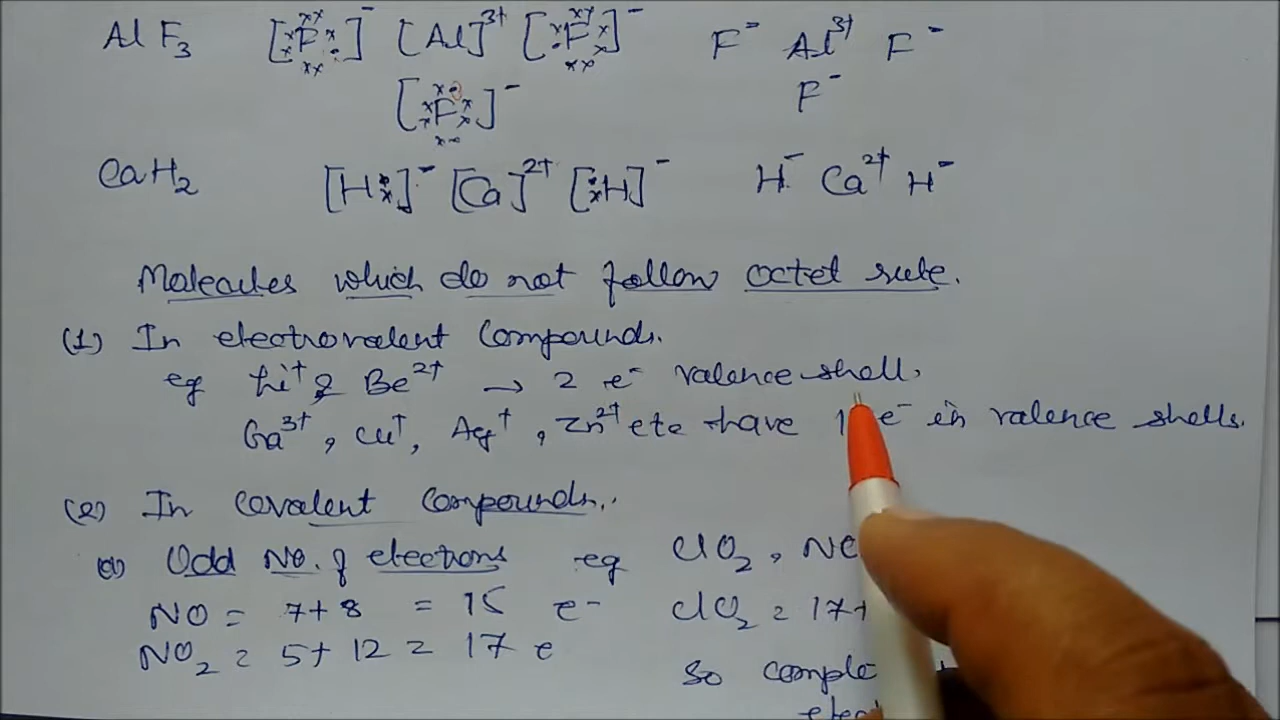 AlF₃ [F]⁻ [Al]³⁺ [F]⁻ F⁻ Al³⁺ F⁻
[F]⁻ F⁻
CaH₂ [H]⁻ [Ca]²⁺ [H]⁻ H⁻ Ca²⁺ H⁻
Molecules which do not follow octet rule.
(1) In electrovalent Compounds.
eg Li⁺ & Be²⁺ → 2 e⁻ valence shell.
Ga³⁺, Cu⁺, Ag⁺, Zn²⁺ etc have 1 e⁻ in valence shells.
(2) In Covalent Compounds.
(a) Odd No. of electrons eg ClO₂, N
NO = 7+8 = 15 e⁻ ClO₂ = 17+
NO₂ = 5+12 = 17 e
So comple
elec